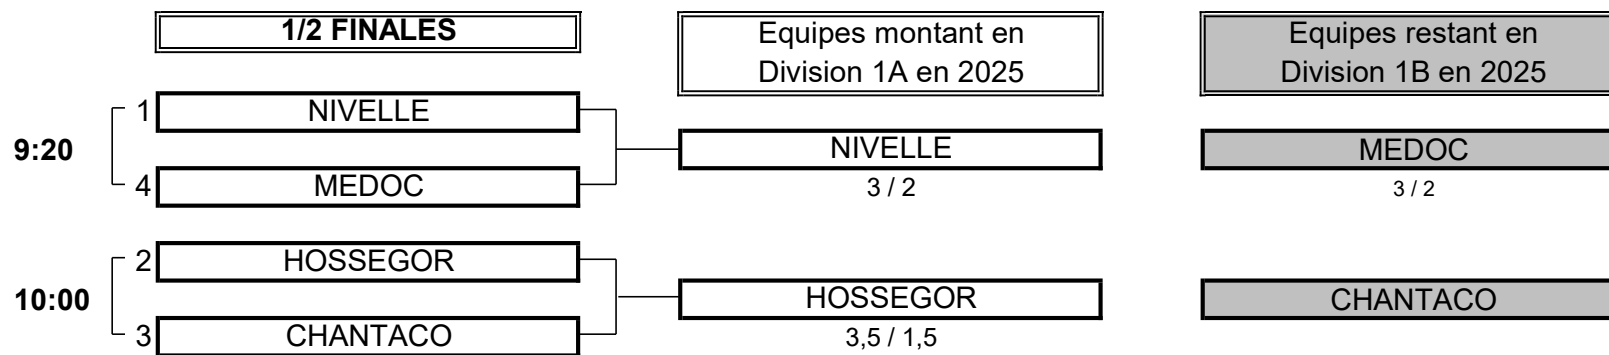 1/2 FINALES
Equipes montant en
Division 1A en 2025
Equipes restant en
Division 1B en 2025
1 NIVELLE
9:20
NIVELLE
MEDOC
4 MEDOC
3 / 2
3 / 2
2 HOSSEGOR
10:00
HOSSEGOR
CHANTACO
3 CHANTACO
3,5 / 1,5